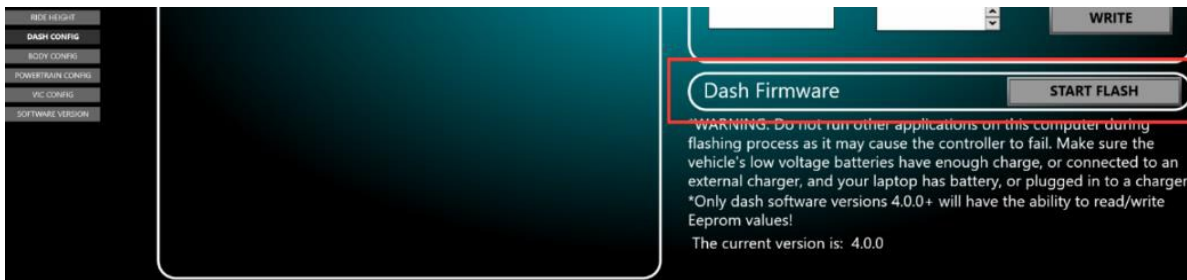 RIDE HEIGHT
DASH CONFIG
BODY CONFIG
POWERTRAIN CONFIG
VIC CONFIG
SOFTWARE VERSION
WRITE
Dash Firmware
START FLASH
*WARNING: Do not run other applications on this computer during
flashing process as it may cause the controller to fail. Make sure the
vehicle's low voltage batteries have enough charge, or connected to an
external charger, and your laptop has battery, or plugged in to a charger
*Only dash software versions 4.0.0+ will have the ability to read/write
Eeprom values!
The current version is: 4.0.0